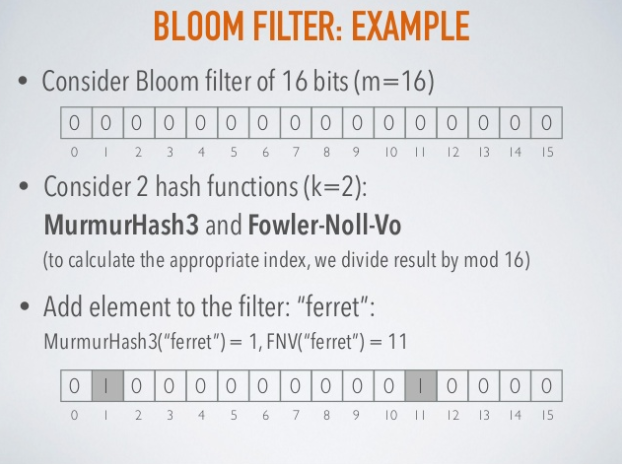 BLOOM FILTER: EXAMPLE
• Consider Bloom filter of 16 bits (m=16)
0 0 0 0 0 0 0 0 0 0 0 0 0 0 0 0
0 1 2 3 4 5 6 7 8 9 10 11 12 13 14 15
• Consider 2 hash functions (k=2):
MurmurHash3 and Fowler-Noll-Vo
(to calculate the appropriate index, we divide result by mod 16)
• Add element to the filter: “ferret”:
MurmurHash3(“ferret”) = 1, FNV(“ferret”) = 11
0 1 0 0 0 0 0 0 0 0 0 1 0 0 0 0
0 1 2 3 4 5 6 7 8 9 10 11 12 13 14 15